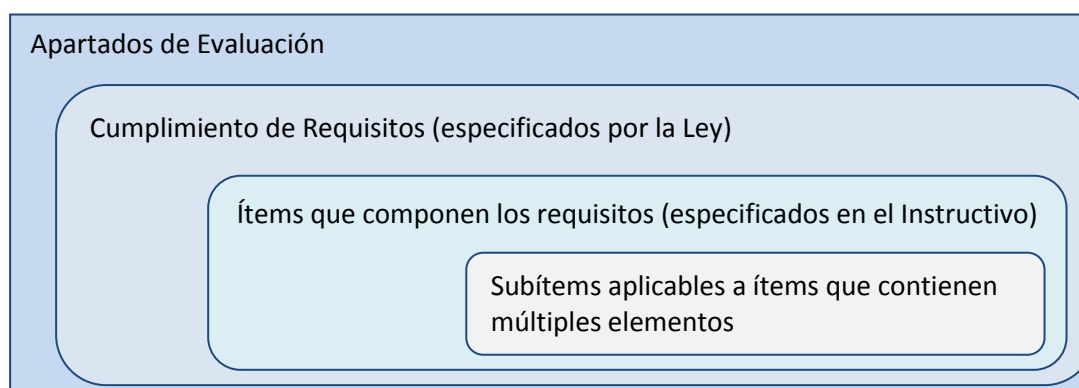 Apartados de Evaluación
Cumplimiento de Requisitos (especificados por la Ley)
Ítems que componen los requisitos (especificados en el Instructivo)
Subítems aplicables a ítems que contienen
múltiples elementos